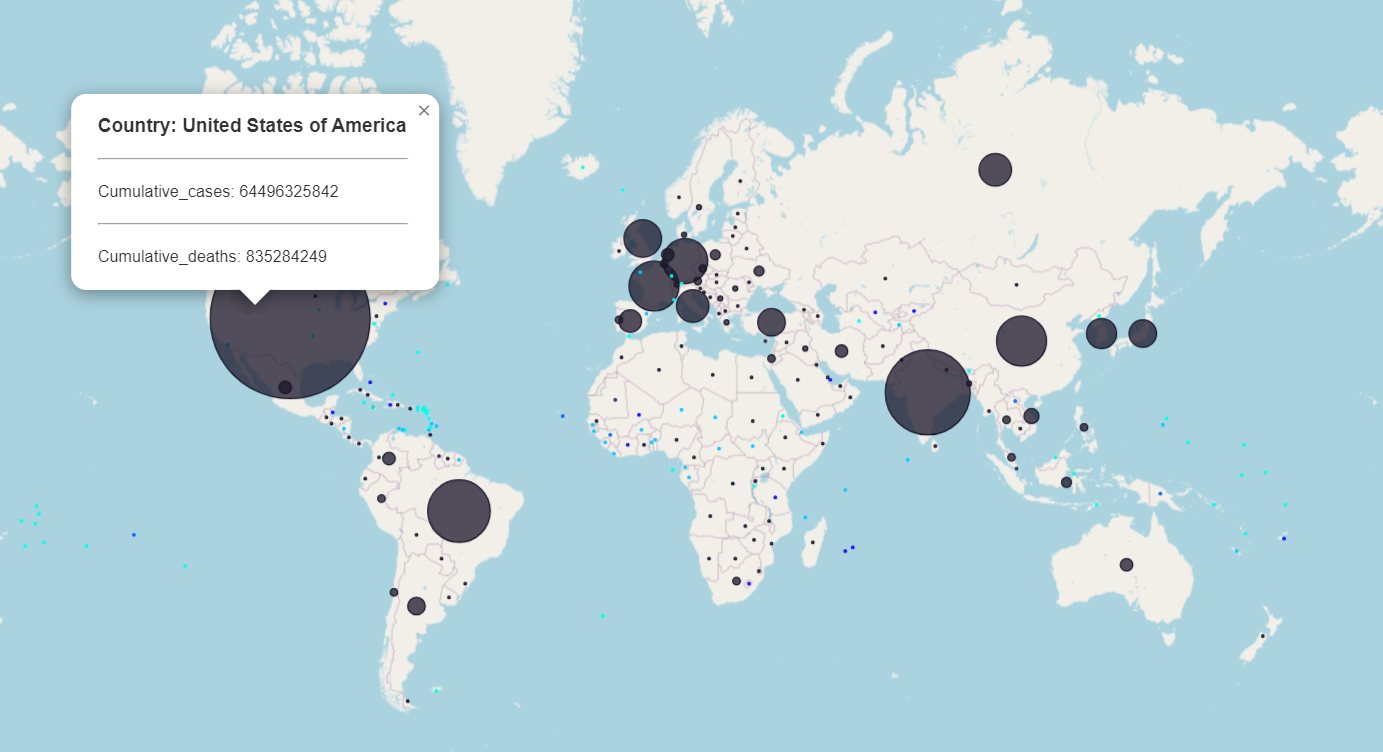 Country: United States of America
×
Cumulative_cases: 64496325842
Cumulative_deaths: 835284249